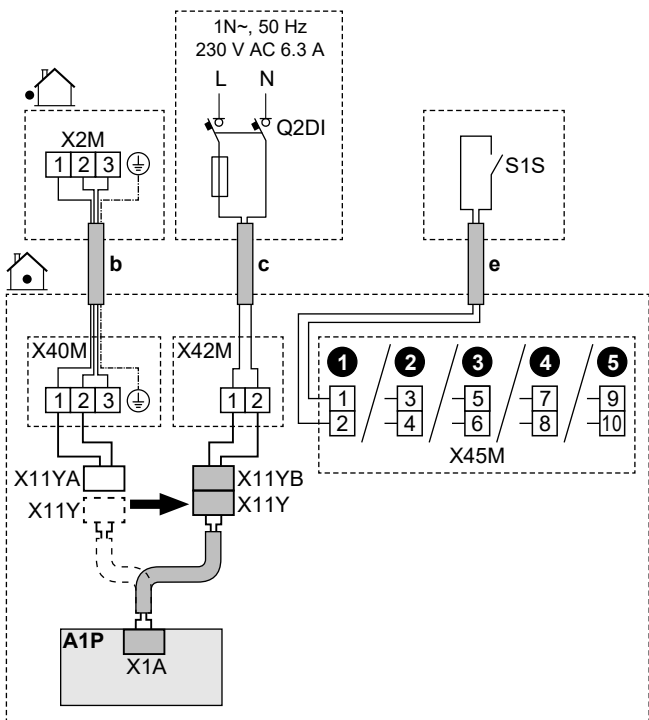 1N~, 50 Hz
230 V AC 6.3 A
L N
Q2DI
X2M
1 2 3
S1S
b
c
e
X40M
1 2 3
X42M
1 2
1 2 3 4 5
1 3 5 7 9
2 4 6 8 10
X45M
X11YA
X11YB
X11Y
X11Y
A1P
X1A